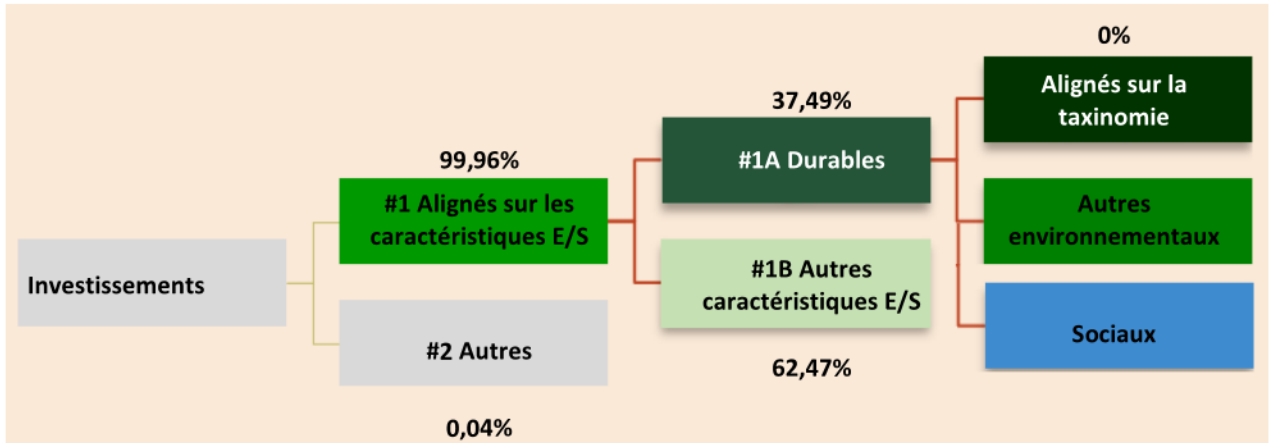 0%
Alignés sur la
taxinomie
37,49%
#1A Durables
99,96%
#1 Alignés sur les
caractéristiques E/S
Autres
environnementaux
Investissements
#1B Autres
caractéristiques E/S
#2 Autres
Sociaux
62,47%
0,04%